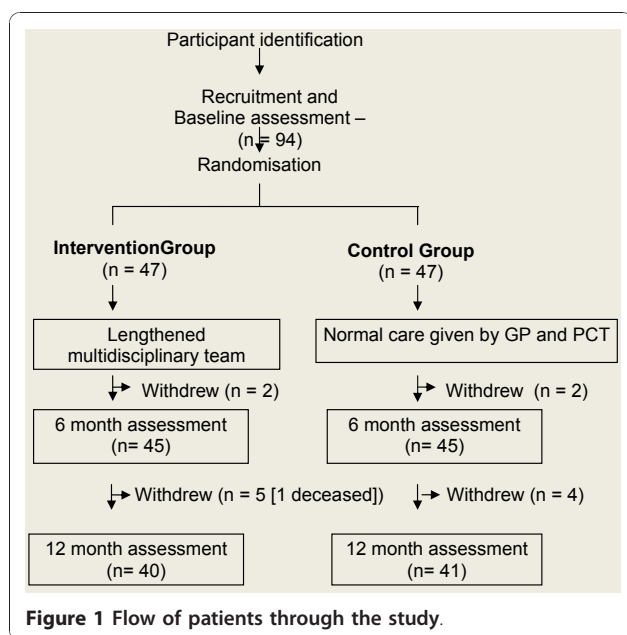 Participant identification
Recruitment and
Baseline assessment –
(n = 94)
Randomisation
InterventionGroup
(n = 47)
Lengthened
multidisciplinary team
Withdrew (n = 2)
6 month assessment
(n= 45)
Withdrew (n = 5 [1 deceased])
12 month assessment
(n= 40)
Control Group
(n = 47)
Normal care given by GP and PCT
Withdrew (n = 2)
6 month assessment
(n= 45)
Withdrew (n = 4)
12 month assessment
(n= 41)
Figure 1 Flow of patients through the study.